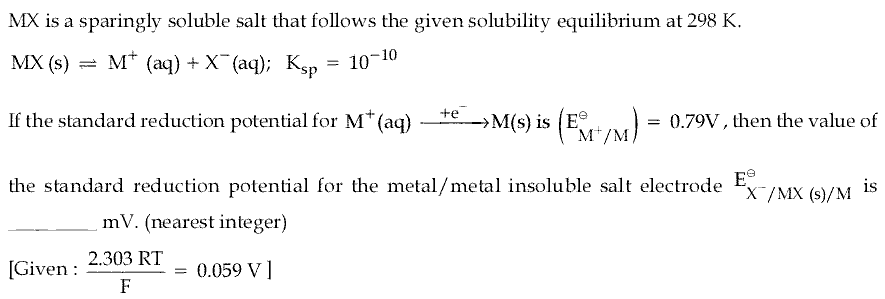 MX is a sparingly soluble salt that follows the given solubility equilibrium at 298 K.
MX (s) ⇌ M⁺ (aq) + X⁻(aq); Kₛₚ = 10⁻¹⁰
If the standard reduction potential for M⁺(aq) —+e⁻→M(s) is (E^⊖_{M⁺/M}) = 0.79V, then the value of
the standard reduction potential for the metal/metal insoluble salt electrode E^⊖_{X⁻/MX (s)/M} is
______ mV. (nearest integer)
[Given : 2.303 RT / F = 0.059 V]